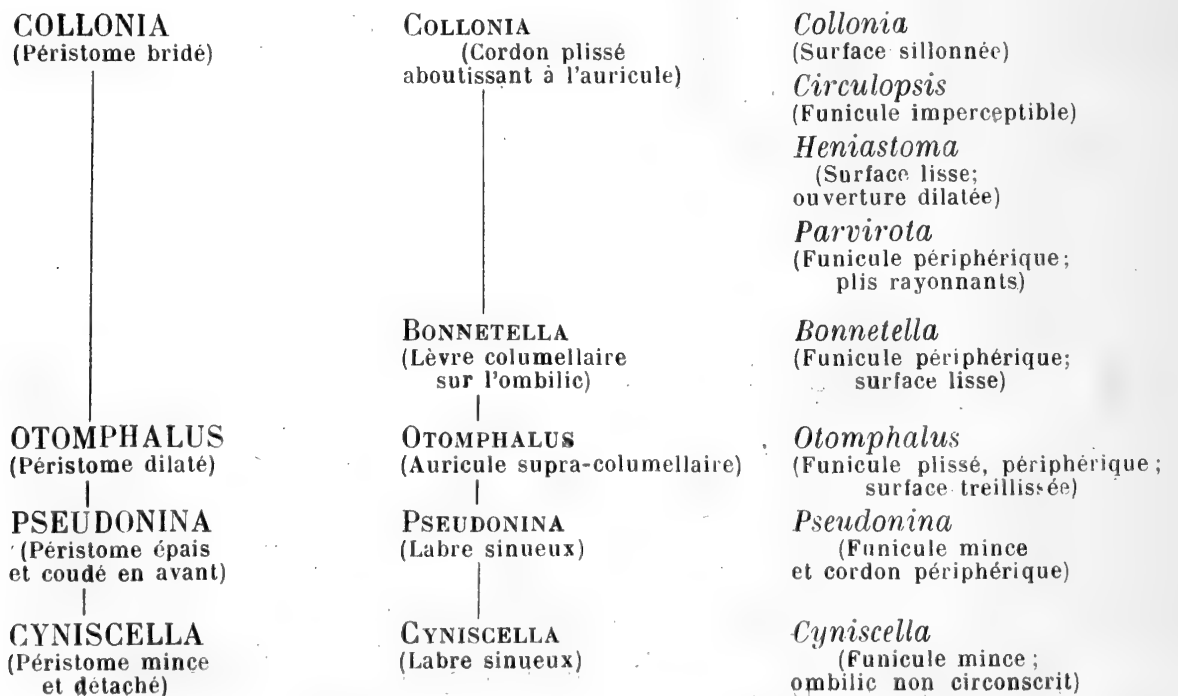 COLLONIA
(Péristome bridé)
COLLONIA
(Cordon plissé
aboutissant à l'auricule)
Collonia
(Surface sillonnée)
Circulopsis
(Funicule imperceptible)
Heniastoma
(Surface lisse;
ouverture dilatée)
Parvirota
(Funicule périphérique;
plis rayonnants)
BONNETELLA
(Lèvre columellaire
sur l'ombilic)
Bonnetella
(Funicule périphérique;
surface lisse)
OTOMPHALUS
(Péristome dilaté)
OTOMPHALUS
(Auricule supra-columellaire)
Otomphalus
(Funicule plissé, périphérique;
surface treillissée)
PSEUDONINA
(Péristome épais
et coudé en avant)
PSEUDONINA
(Labre sinueux)
Pseudonina
(Funicule mince
et cordon périphérique)
CYNISCELLA
(Péristome mince
et détaché)
CYNISCELLA
(Labre sinueux)
Cyniscella
(Funicule mince;
ombilic non circonscrit)